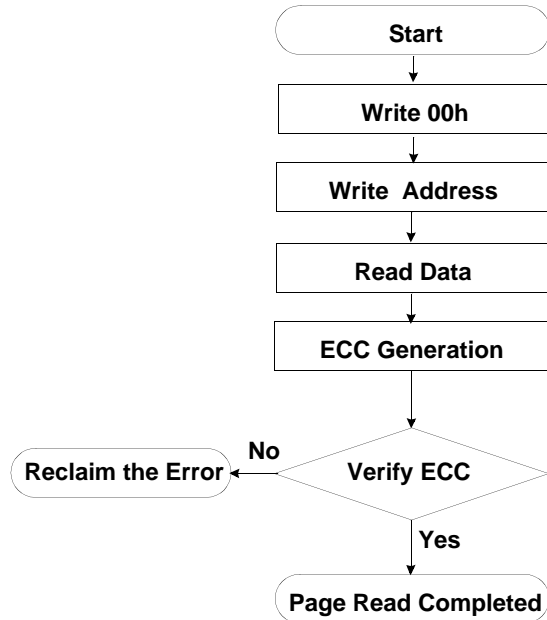 Start
Write 00h
Write Address
Read Data
ECC Generation
No
Reclaim the Error
Verify ECC
Yes
Page Read Completed